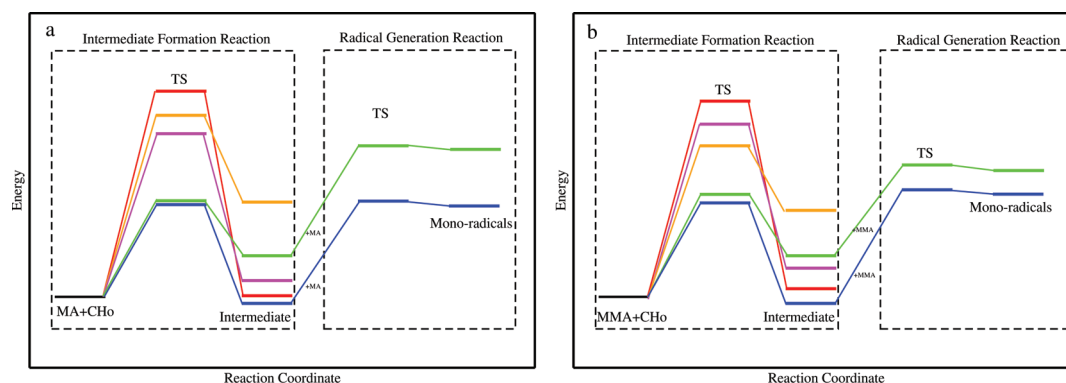 a
Intermediate Formation Reaction
Radical Generation Reaction
TS
TS
Energy
+MA
+MA
Mono-radicals
MA+CHo
Intermediate
Reaction Coordinate
b
Intermediate Formation Reaction
Radical Generation Reaction
TS
TS
Energy
+MMA
+MMA
Mono-radicals
MMA+CHo
Intermediate
Reaction Coordinate